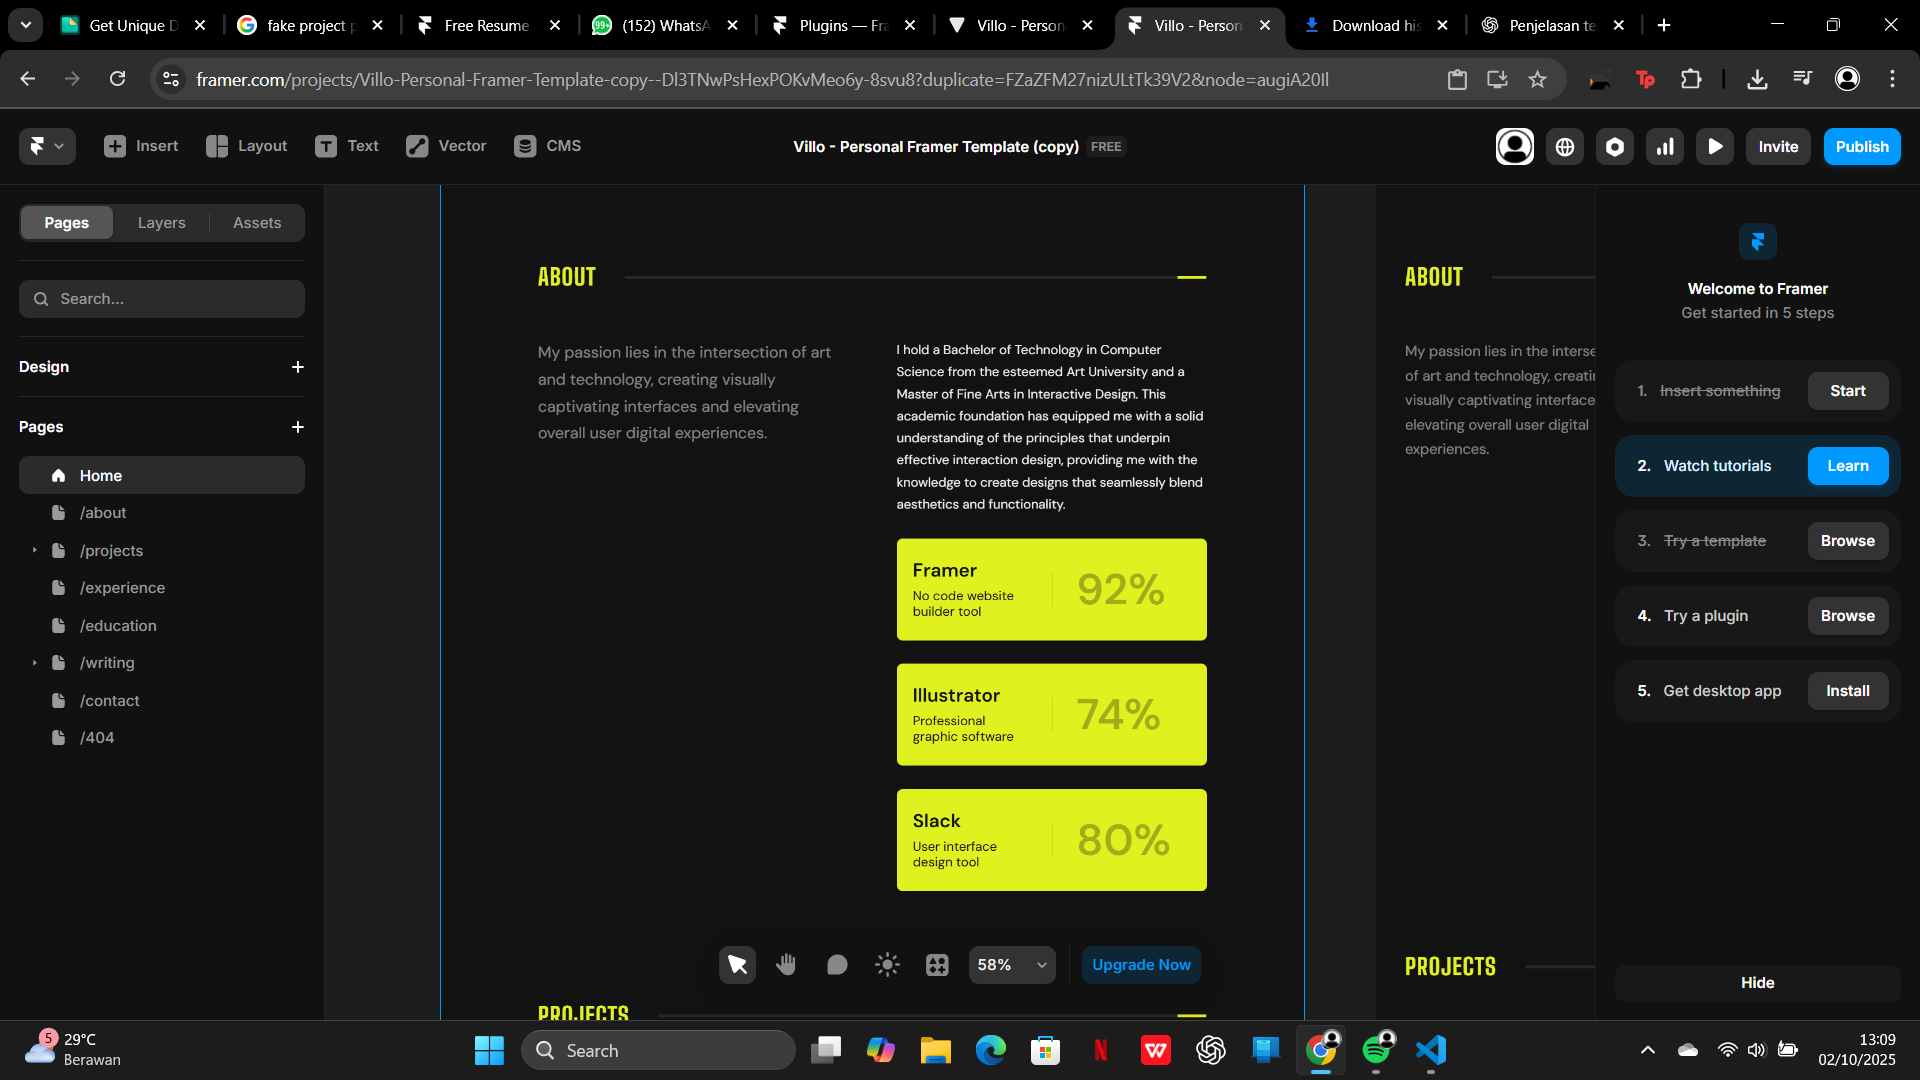 Get Unique D
fake project p
Free Resume
99+
(152) WhatsA
Plugins — Fra
Villo - Person
Villo - Person
Download his
Penjelasan te
framer.com/projects/Villo-Personal-Framer-Template-copy--Dl3TNwPsHexPOKvMeo6y-8svu8?duplicate=FZaZFM27nizULtTk39V2&node=augiA20Il
Tp
Insert
Layout
T
Text
Vector
CMS
Villo - Personal Framer Template (copy)
FREE
Invite
Publish
Pages
Layers
Assets
Search...
Design
Pages
Home
/about
/projects
/experience
/education
/writing
/contact
/404
ABOUT
My passion lies in the intersection of art
and technology, creating visually
captivating interfaces and elevating
overall user digital experiences.
I hold a Bachelor of Technology in Computer
Science from the esteemed Art University and a
Master of Fine Arts in Interactive Design. This
academic foundation has equipped me with a solid
understanding of the principles that underpin
effective interaction design, providing me with the
knowledge to create designs that seamlessly blend
aesthetics and functionality.
Framer
No code website
builder tool
92%
Illustrator
Professional
graphic software
74%
Slack
User interface
design tool
80%
PROJECTS
58%
Upgrade Now
ABOUT
My passion lies in the interse
of art and technology, creatin
visually captivating interface
elevating overall user digital
experiences.
PROJECTS
Welcome to Framer
Get started in 5 steps
1. Insert something
Start
2. Watch tutorials
Learn
3. Try a template
Browse
4. Try a plugin
Browse
5. Get desktop app
Install
Hide
5
29°C
Berawan
Search
N
W
13:09
02/10/2025